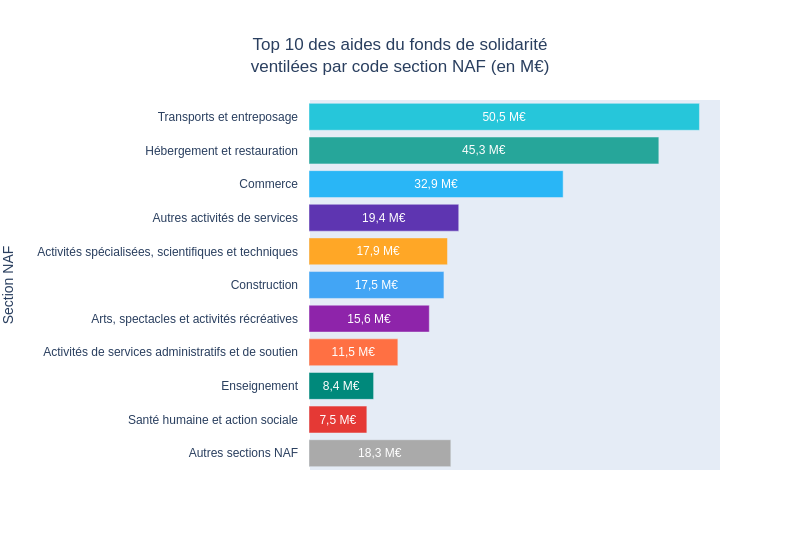 Top 10 des aides du fonds de solidarité
ventilées par code section NAF (en M€)
Section NAF
Transports et entreposage 50,5 M€
Hébergement et restauration 45,3 M€
Commerce 32,9 M€
Autres activités de services 19,4 M€
Activités spécialisées, scientifiques et techniques 17,9 M€
Construction 17,5 M€
Arts, spectacles et activités récréatives 15,6 M€
Activités de services administratifs et de soutien 11,5 M€
Enseignement 8,4 M€
Santé humaine et action sociale 7,5 M€
Autres sections NAF 18,3 M€